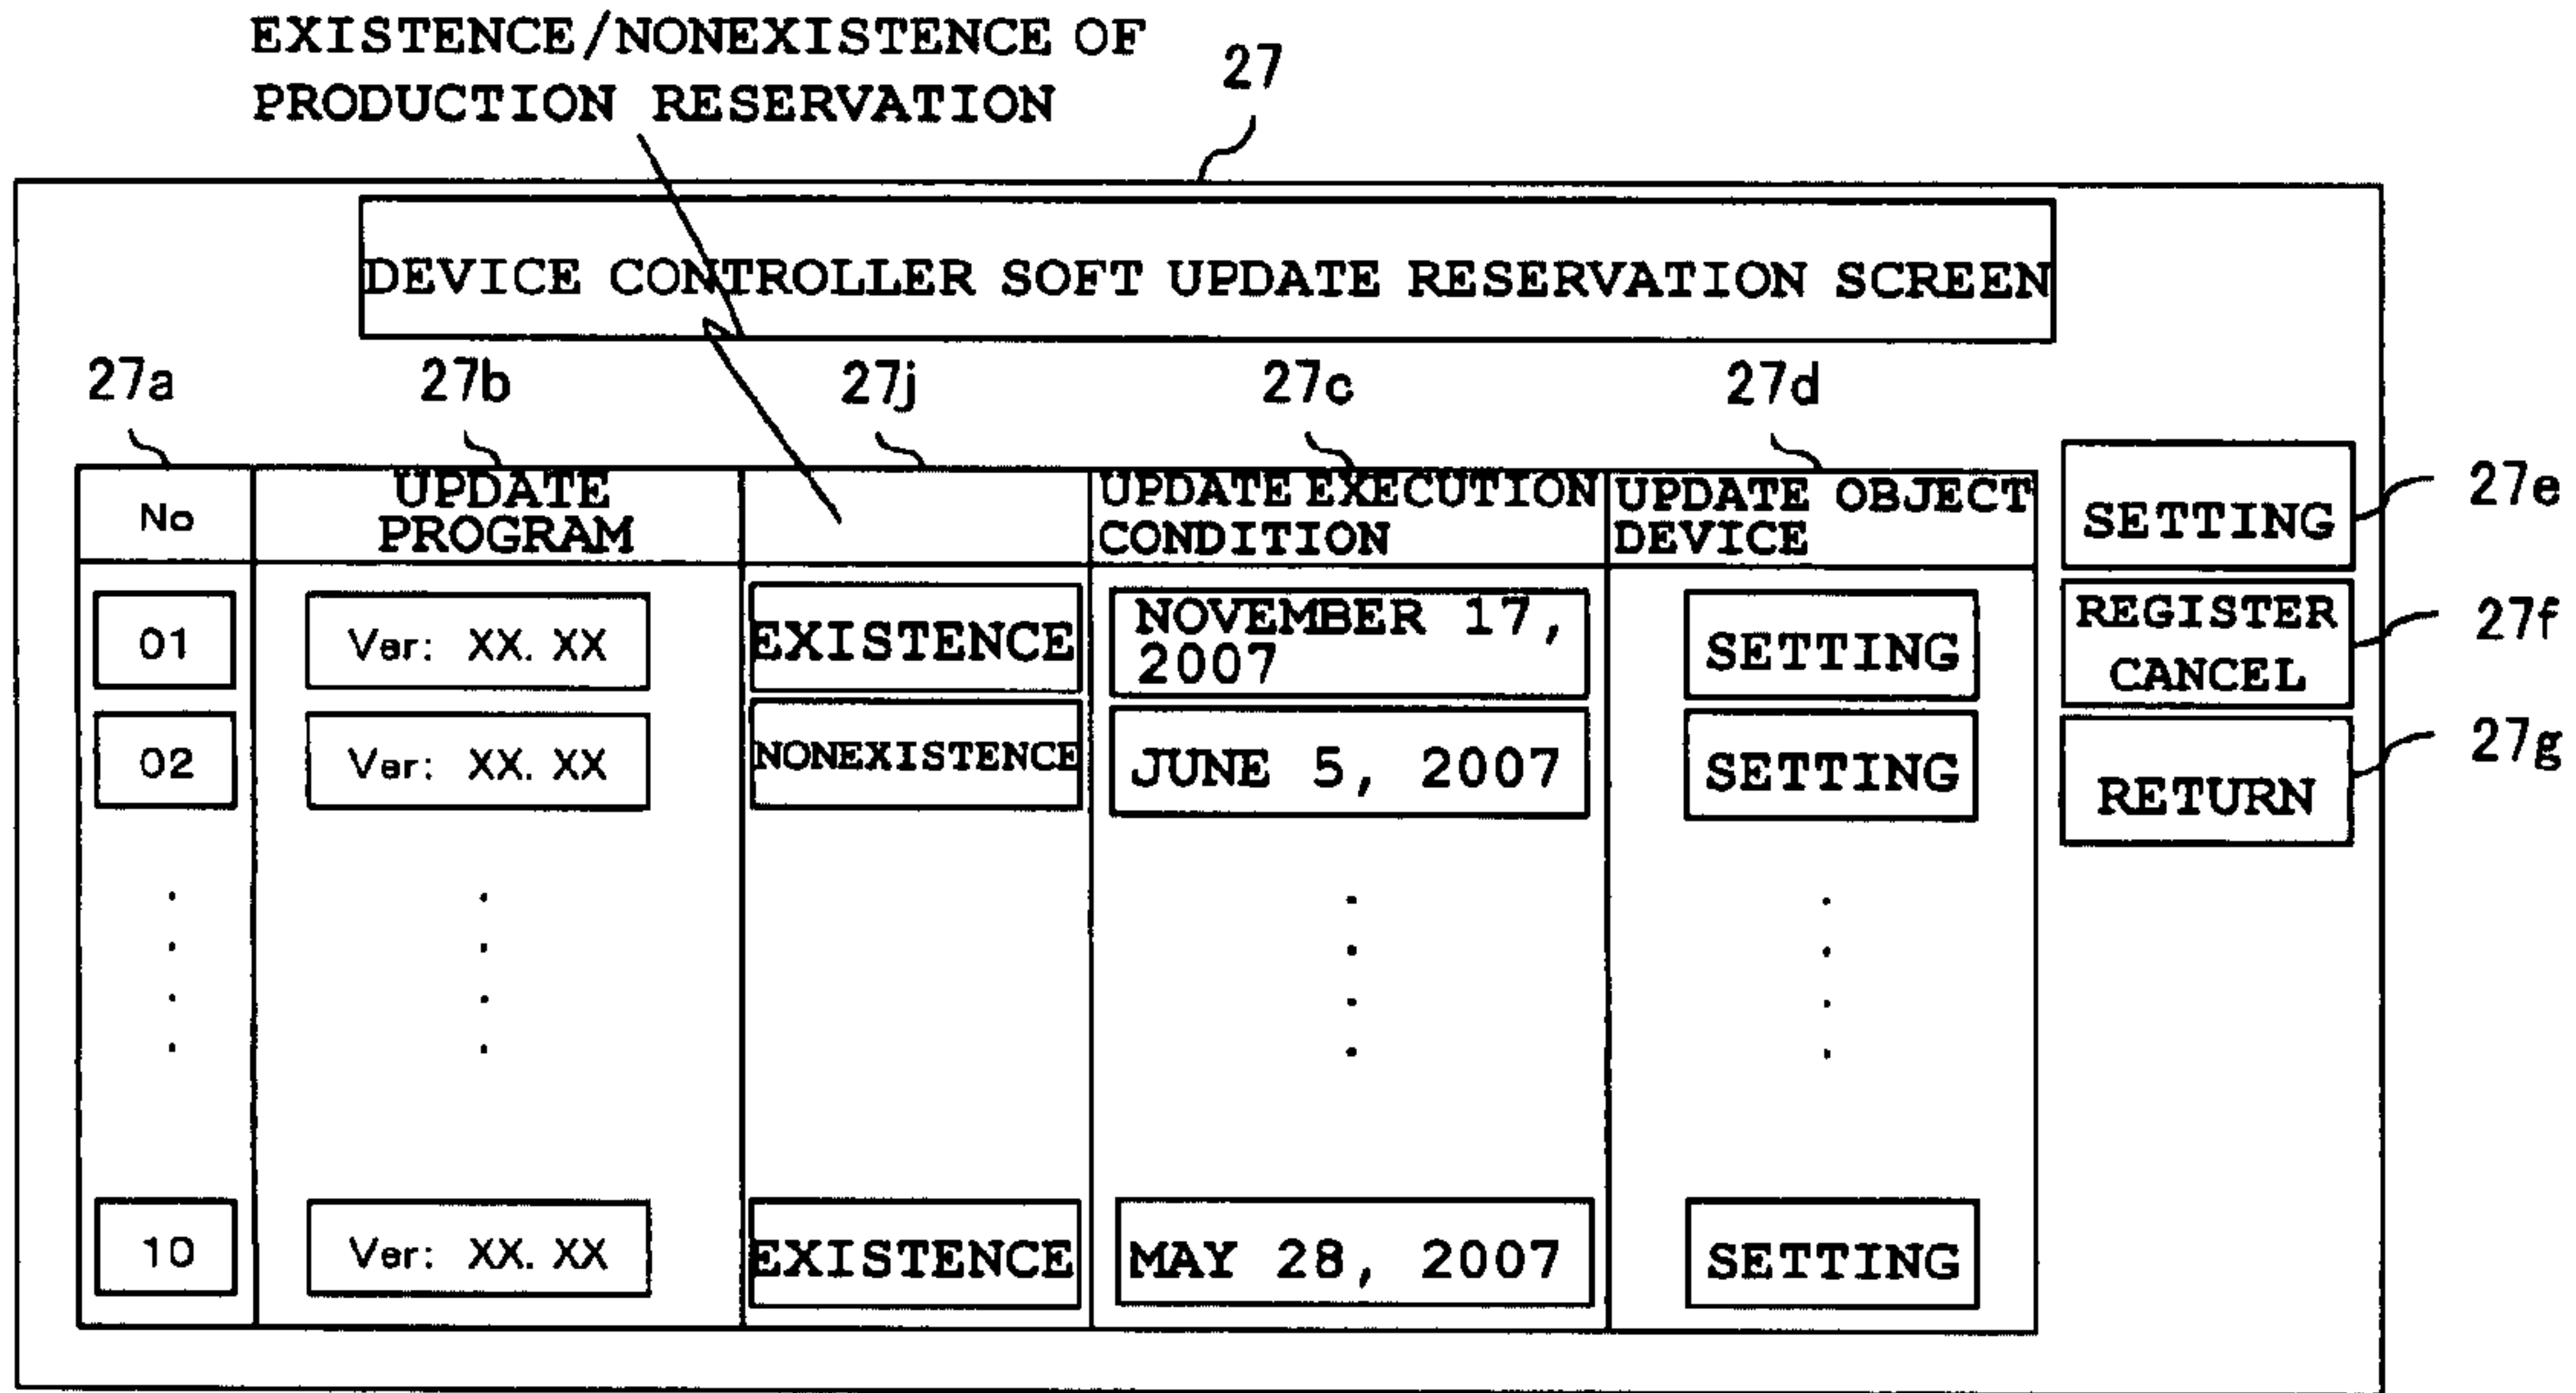 EXISTENCE/NONEXISTENCE OF
PRODUCTION RESERVATION
27
DEVICE CONTROLLER SOFT UPDATE RESERVATION SCREEN
27a 27b 27j 27c 27d
No UPDATE PROGRAM UPDATE EXECUTION CONDITION UPDATE OBJECT DEVICE
SETTING 27e
01 Ver: XX. XX EXISTENCE NOVEMBER 17, 2007 SETTING
REGISTER CANCEL 27f
02 Ver: XX. XX NONEXISTENCE JUNE 5, 2007 SETTING
RETURN 27g
10 Ver: XX. XX EXISTENCE MAY 28, 2007 SETTING